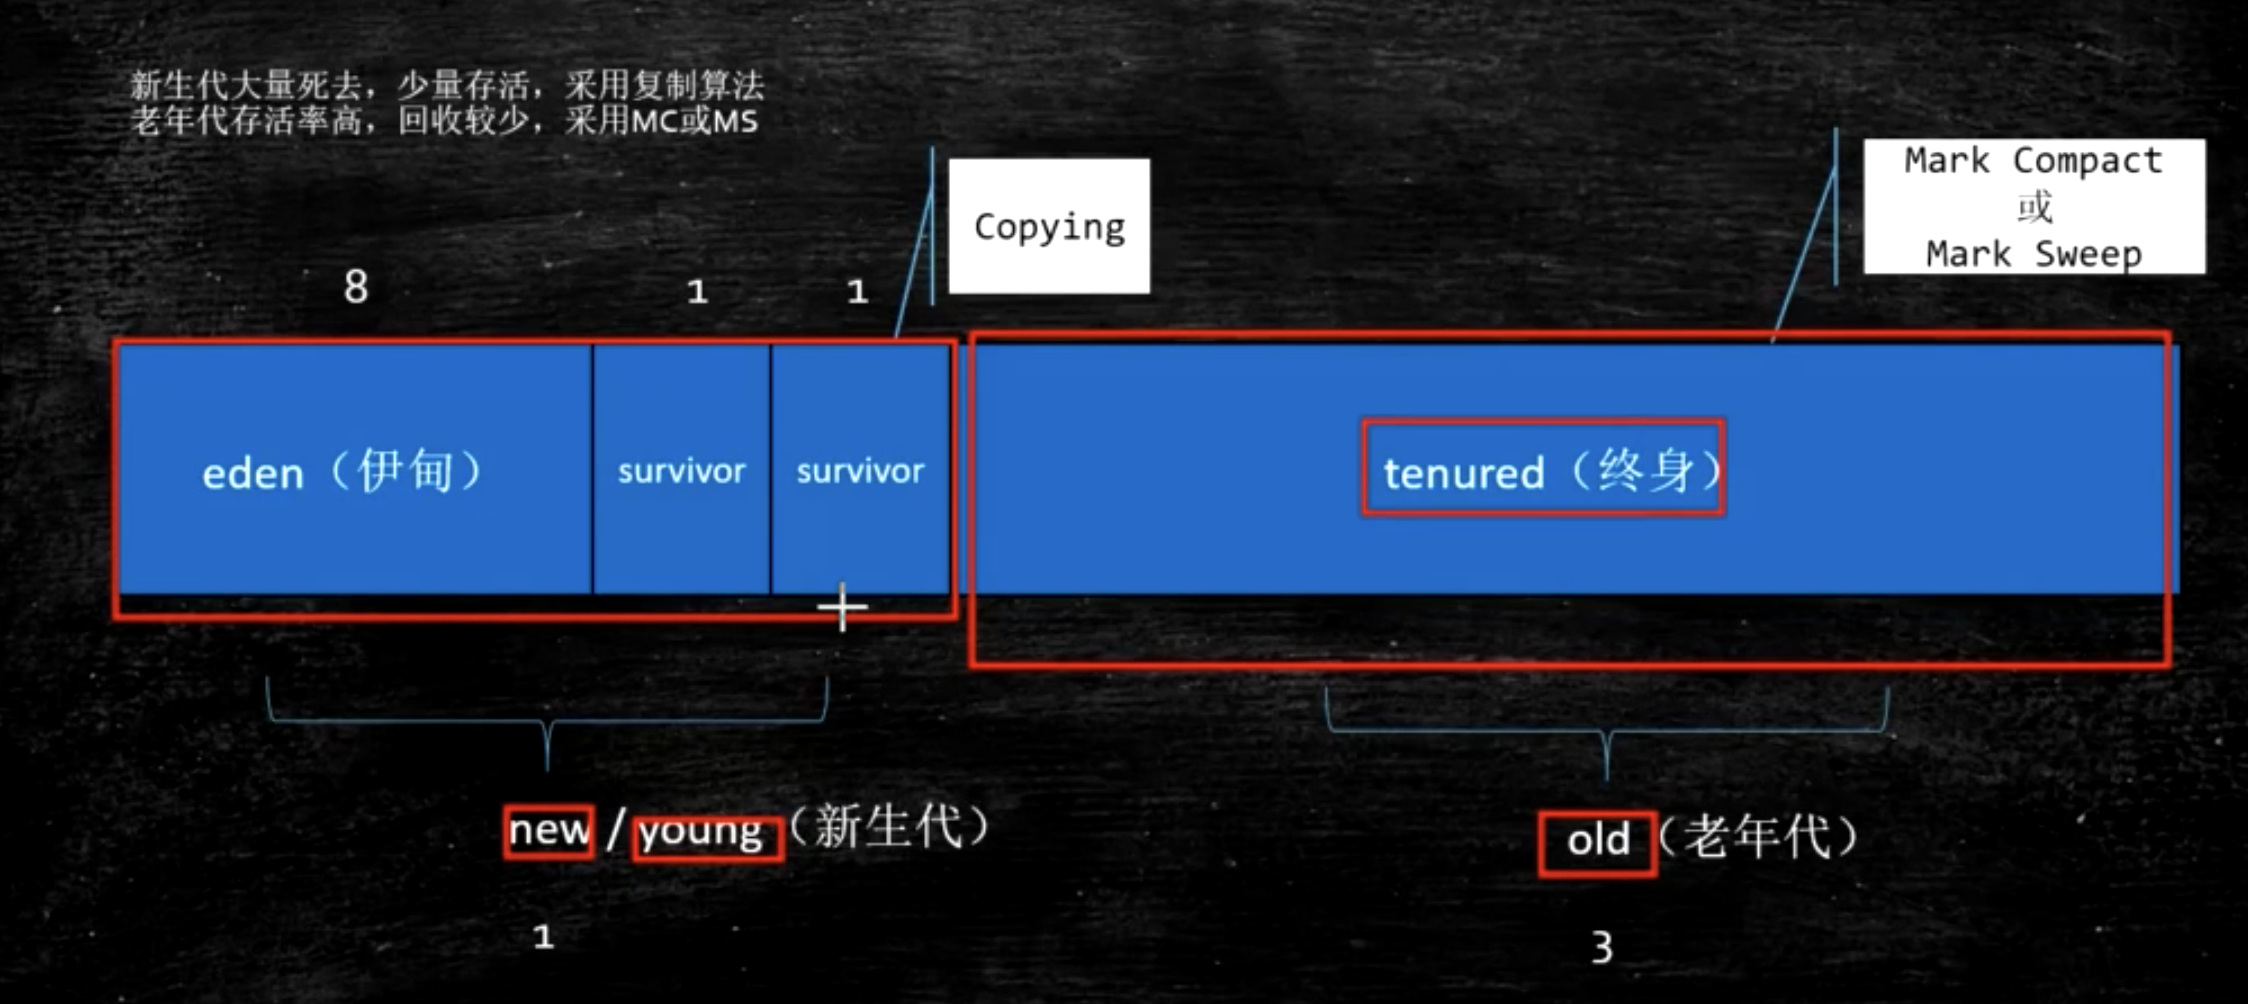 新生代大量死去，少量存活，采用复制算法
老年代存活率高，回收较少，采用MC或MS
Copying
Mark Compact
或
Mark Sweep
8
1
1
eden（伊甸）
survivor
survivor
tenured（终身）
new / young（新生代）
old（老年代）
1
3